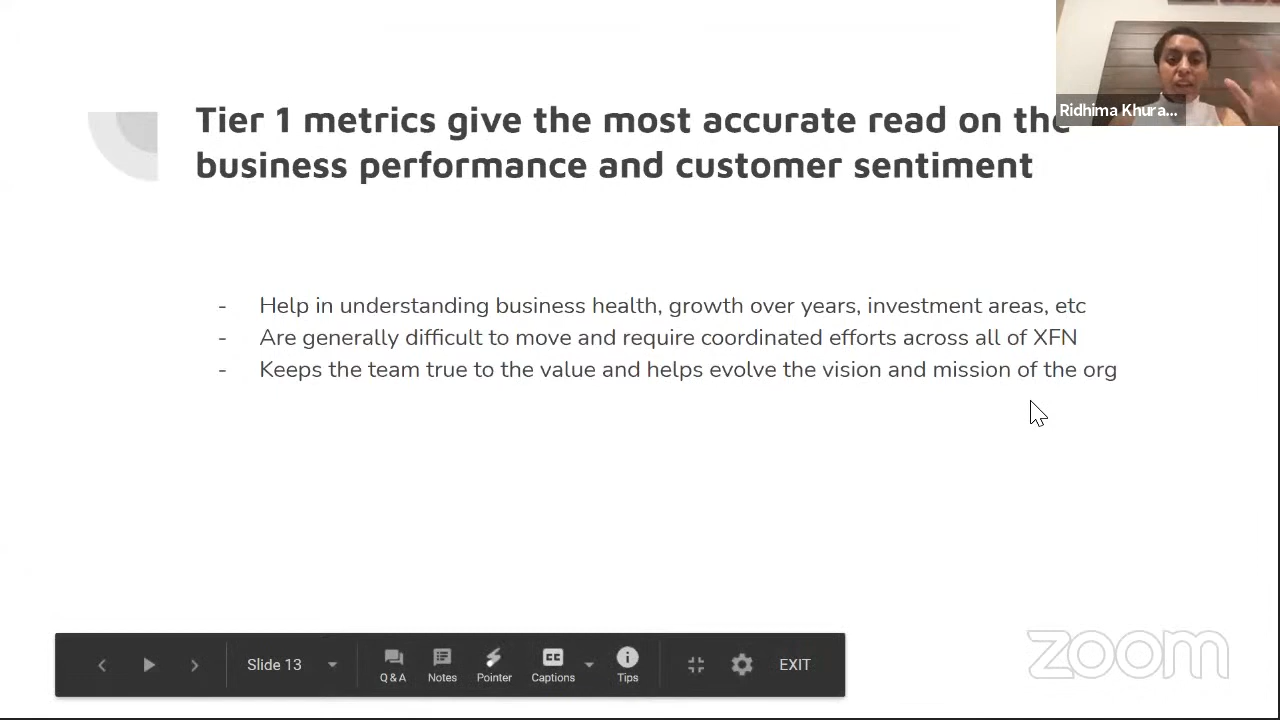 Ridhima Khura...
Tier 1 metrics give the most accurate read on the
business performance and customer sentiment
- Help in understanding business health, growth over years, investment areas, etc
- Are generally difficult to move and require coordinated efforts across all of XFN
- Keeps the team true to the value and helps evolve the vision and mission of the org
Slide 13
Q&A
Notes
Pointer
CC
Captions
Tips
EXIT
zoom